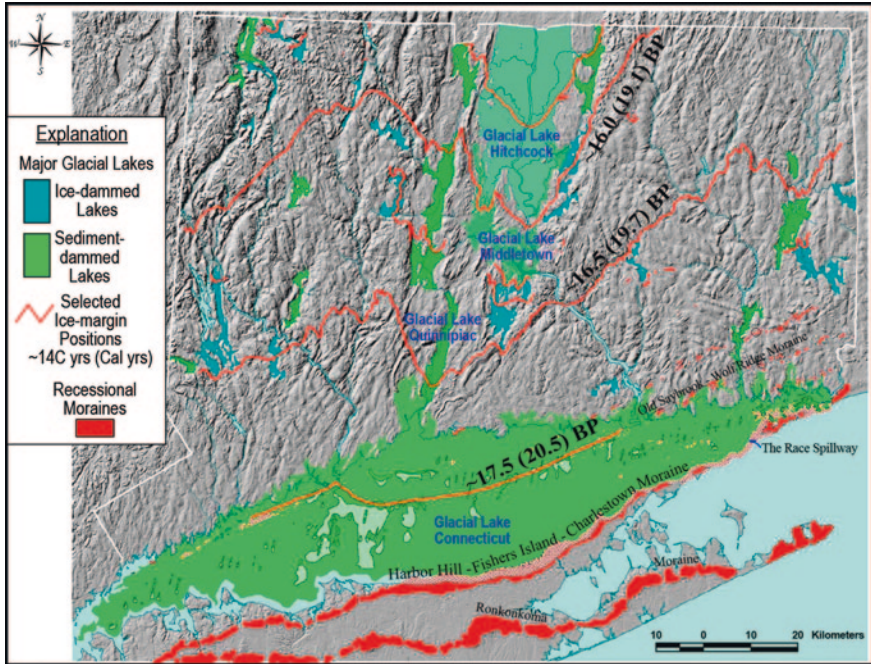 N
W
E
S
Explanation
Major Glacial Lakes
Ice-dammed
Lakes
Sediment-
dammed
Lakes
Selected
Ice-margin
Positions
~14C yrs (Cal yrs)
Recessional
Moraines
~16.0 (19.1) BP
Glacial Lake
Hitchcock
Glacial Lake
Middletown
~16.5 (19.7) BP
Glacial Lake
Quinnipiac
Old Saybrook - Wolf Ridge Moraine
~17.5 (20.5) BP
The Race Spillway
Glacial Lake
Connecticut
Harbor Hill - Fishers Island - Charlestown Moraine
Ronkonkoma
Moraine
10 0 10 20 Kilometers